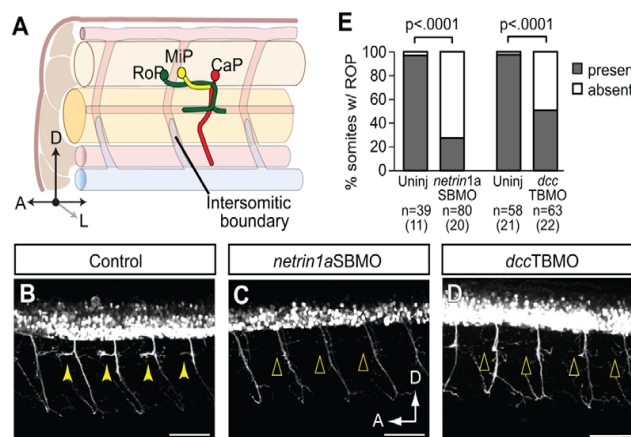 A
MiP
RoP
CaP
D
A
L
Intersomitic
boundary
E
p<.0001
p<.0001
% somites w/ ROP
100
80
60
40
20
0
present
absent
Uninj
netrin1a
SBMO
Uninj
dcc
TBMO
n=39
(11)
n=80
(20)
n=58
(21)
n=63
(22)
Control
netrin1aSBMO
dccTBMO
B
C
D
D
A